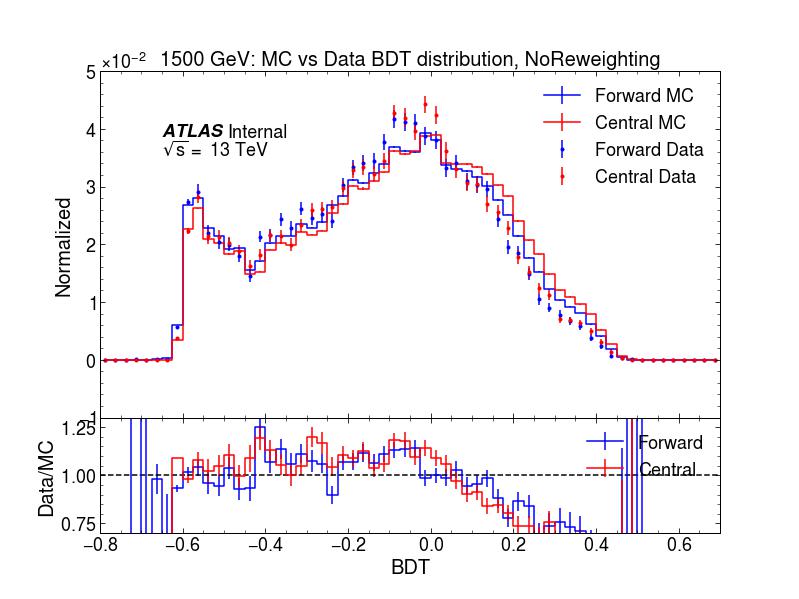 ×10⁻² 1500 GeV: MC vs Data BDT distribution, NoReweighting
5
4
3
2
1
0
−1
Normalized
ATLAS Internal
√s = 13 TeV
Forward MC
Central MC
Forward Data
Central Data
1.25
1.00
0.75
Data/MC
Forward
Central
−0.8 −0.6 −0.4 −0.2 0.0 0.2 0.4 0.6
BDT